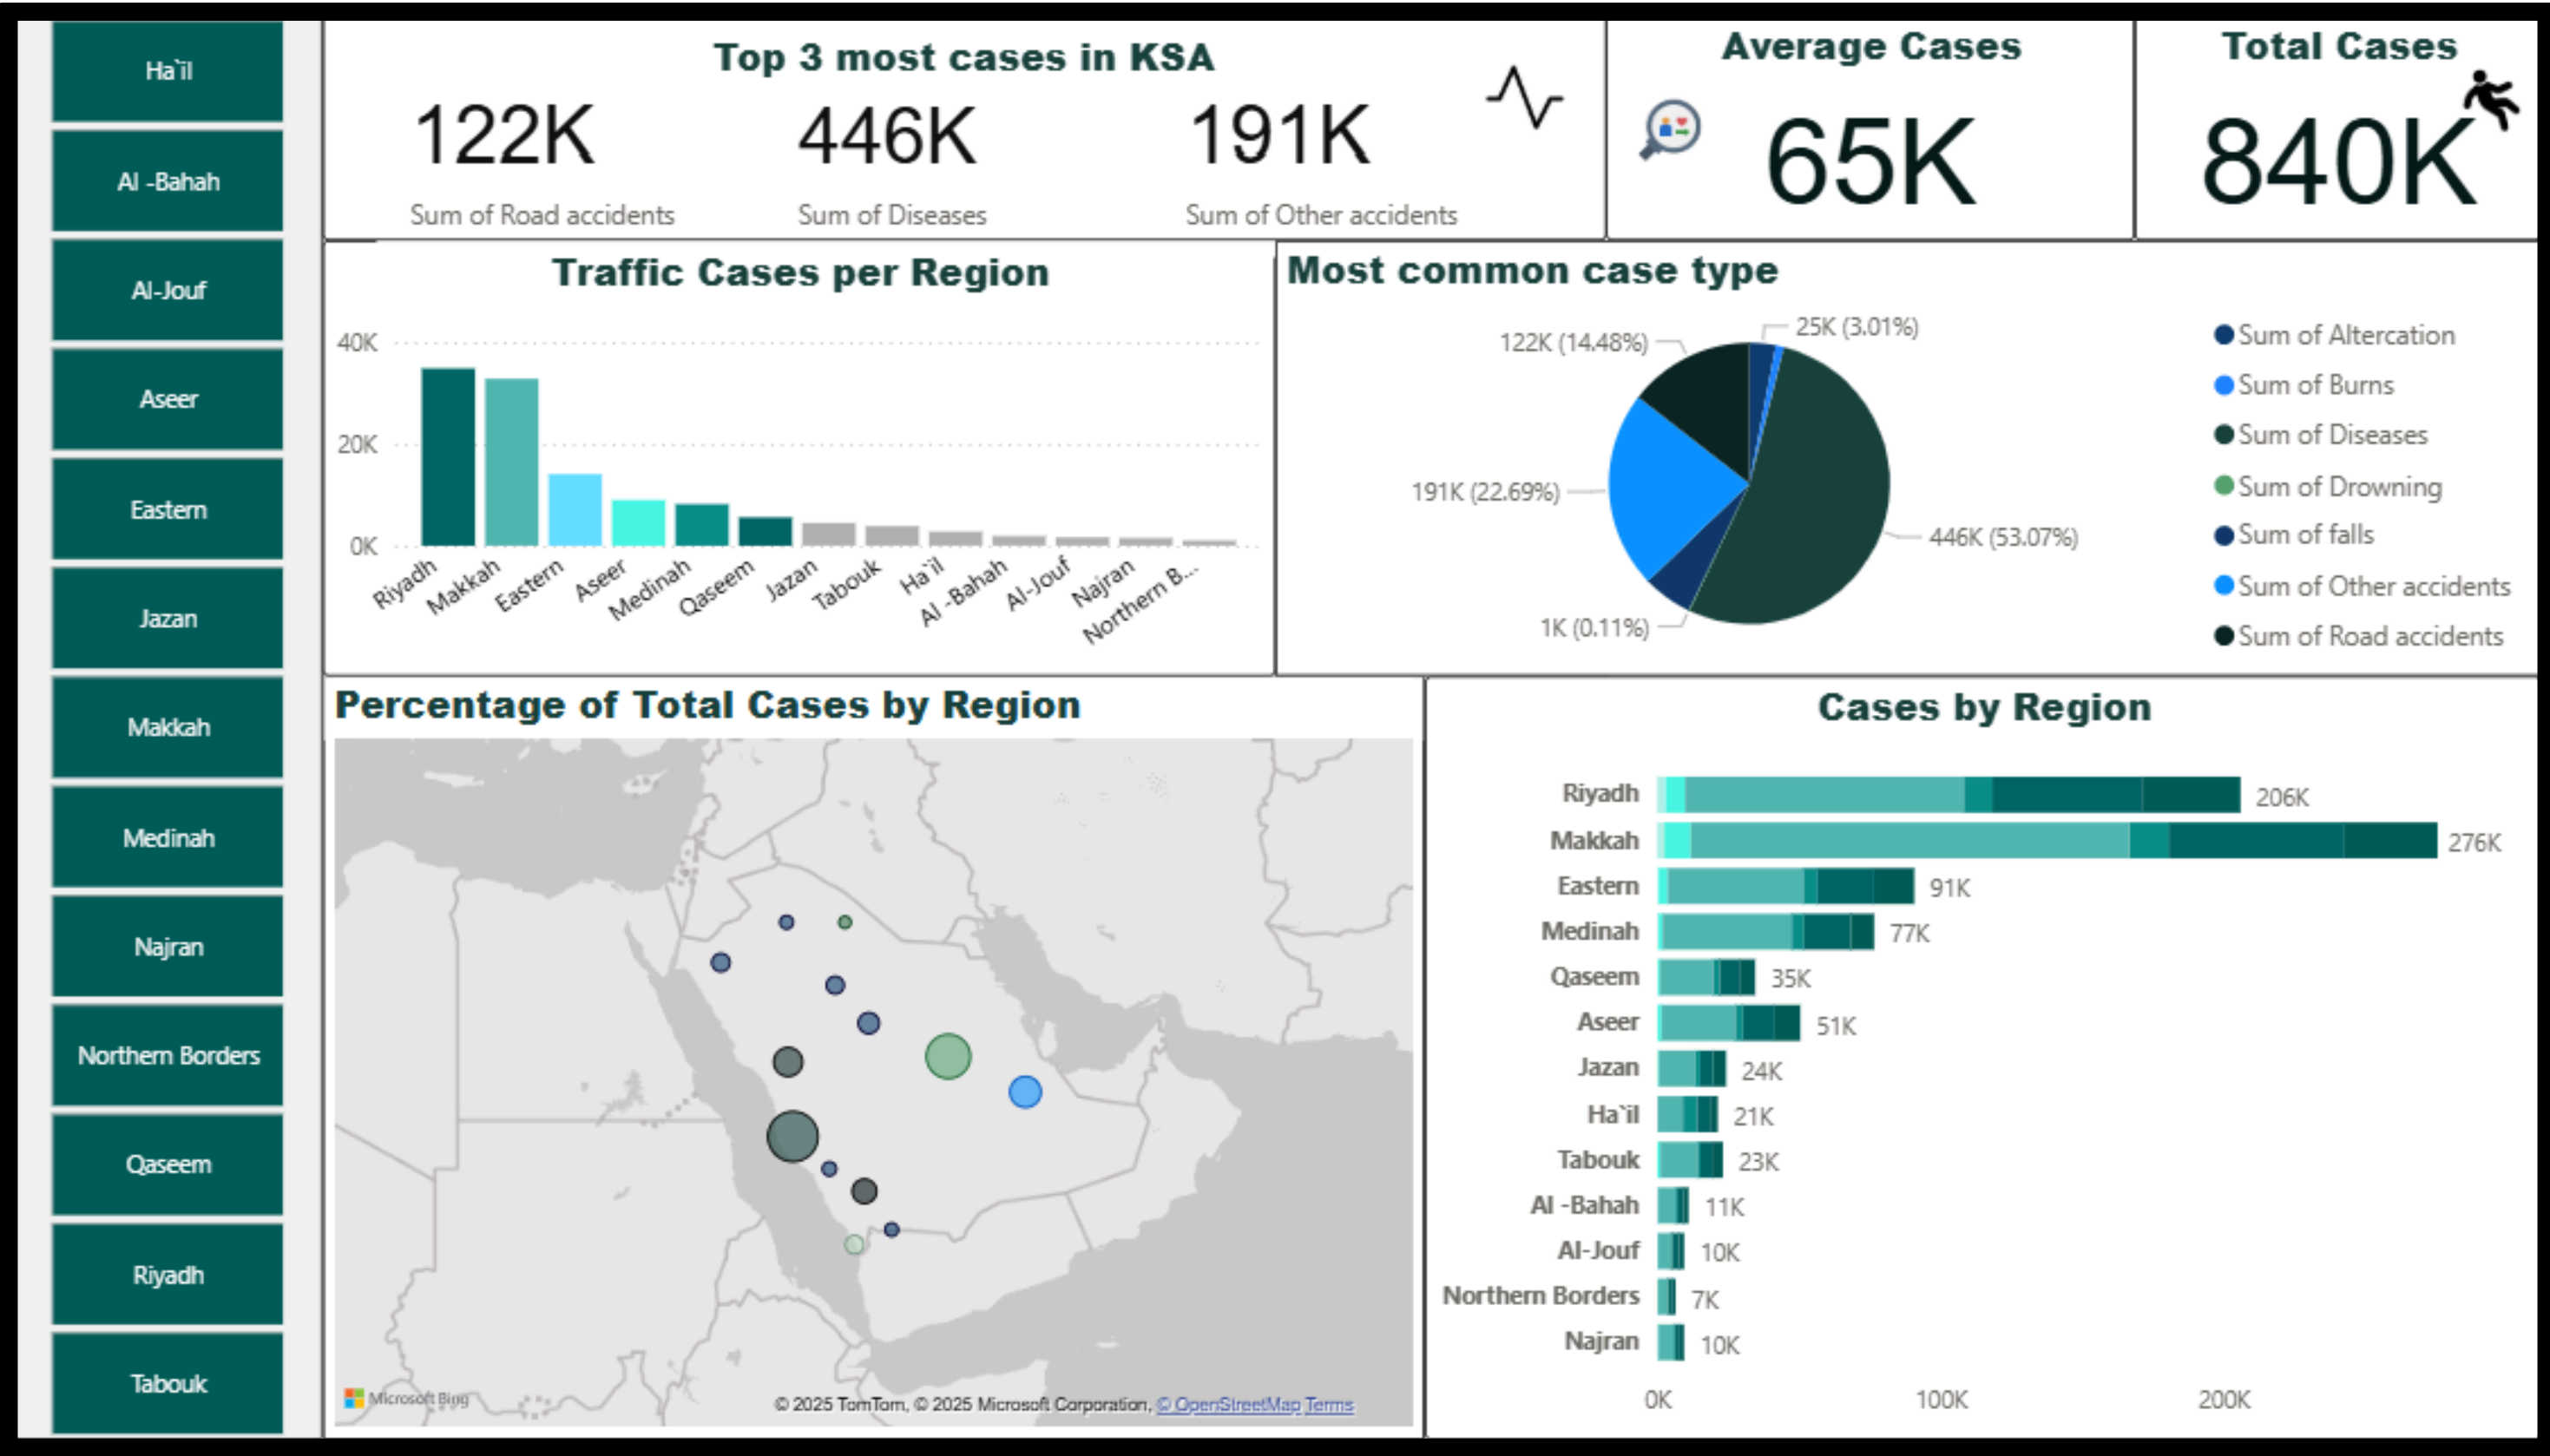 Ha`il
Al -Bahah
Al-Jouf
Aseer
Eastern
Jazan
Makkah
Medinah
Najran
Northern Borders
Qaseem
Riyadh
Tabouk
Top 3 most cases in KSA
122K
446K
191K
Sum of Road accidents
Sum of Diseases
Sum of Other accidents
Average Cases
65K
Total Cases
840K
Traffic Cases per Region
40K
20K
0K
Riyadh
Makkah
Eastern
Aseer
Medinah
Qaseem
Jazan
Tabouk
Ha`il
Al -Bahah
Al-Jouf
Najran
Northern B...
Most common case type
25K (3.01%)
122K (14.48%)
191K (22.69%)
446K (53.07%)
1K (0.11%)
Sum of Altercation
Sum of Burns
Sum of Diseases
Sum of Drowning
Sum of falls
Sum of Other accidents
Sum of Road accidents
Percentage of Total Cases by Region
Microsoft Bing
© 2025 TomTom, © 2025 Microsoft Corporation, © OpenStreetMap Terms
Cases by Region
Riyadh 206K
Makkah 276K
Eastern 91K
Medinah 77K
Qaseem 35K
Aseer 51K
Jazan 24K
Ha`il 21K
Tabouk 23K
Al -Bahah 11K
Al-Jouf 10K
Northern Borders 7K
Najran 10K
0K 100K 200K